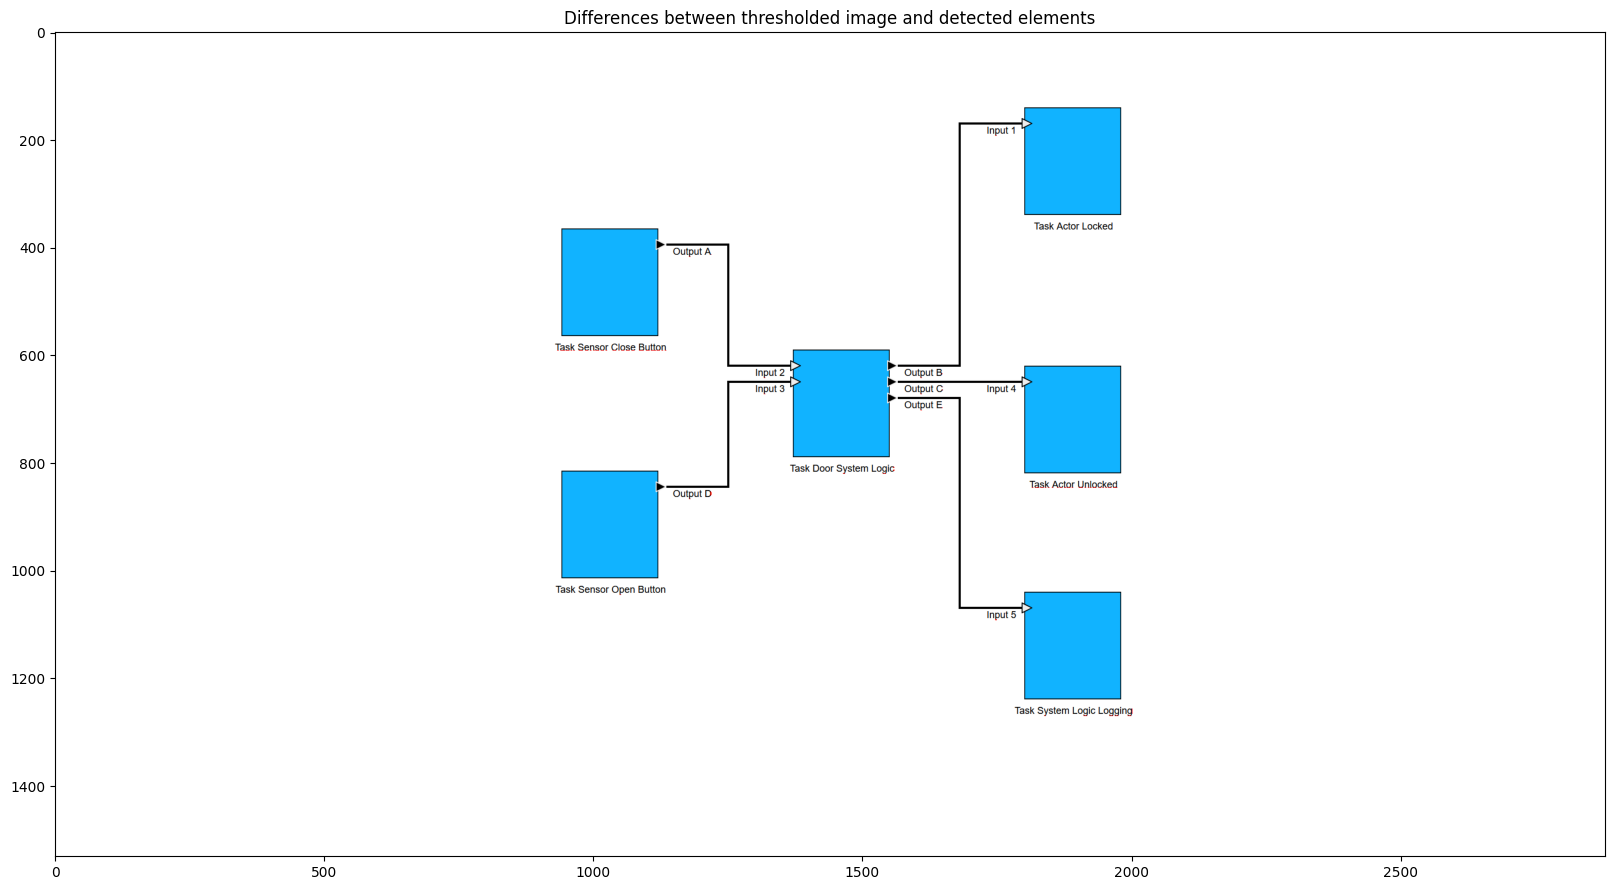 Differences between thresholded image and detected elements
0
200
400
600
800
1000
1200
1400
Input 1
Task Actor Locked
Output A
Task Sensor Close Button
Input 2
Input 3
Output B
Output C
Output E
Input 4
Task Door System Logic
Task Actor Unlocked
Output D
Task Sensor Open Button
Input 5
Task System Logic Logging
0
500
1000
1500
2000
2500